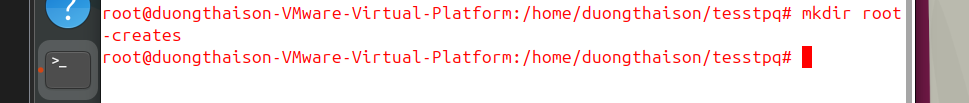 root@duongthaison-VMware-Virtual-Platform:/home/duongthaison/tesstpq# mkdir root
-creates
root@duongthaison-VMware-Virtual-Platform:/home/duongthaison/tesstpq#
?
>_